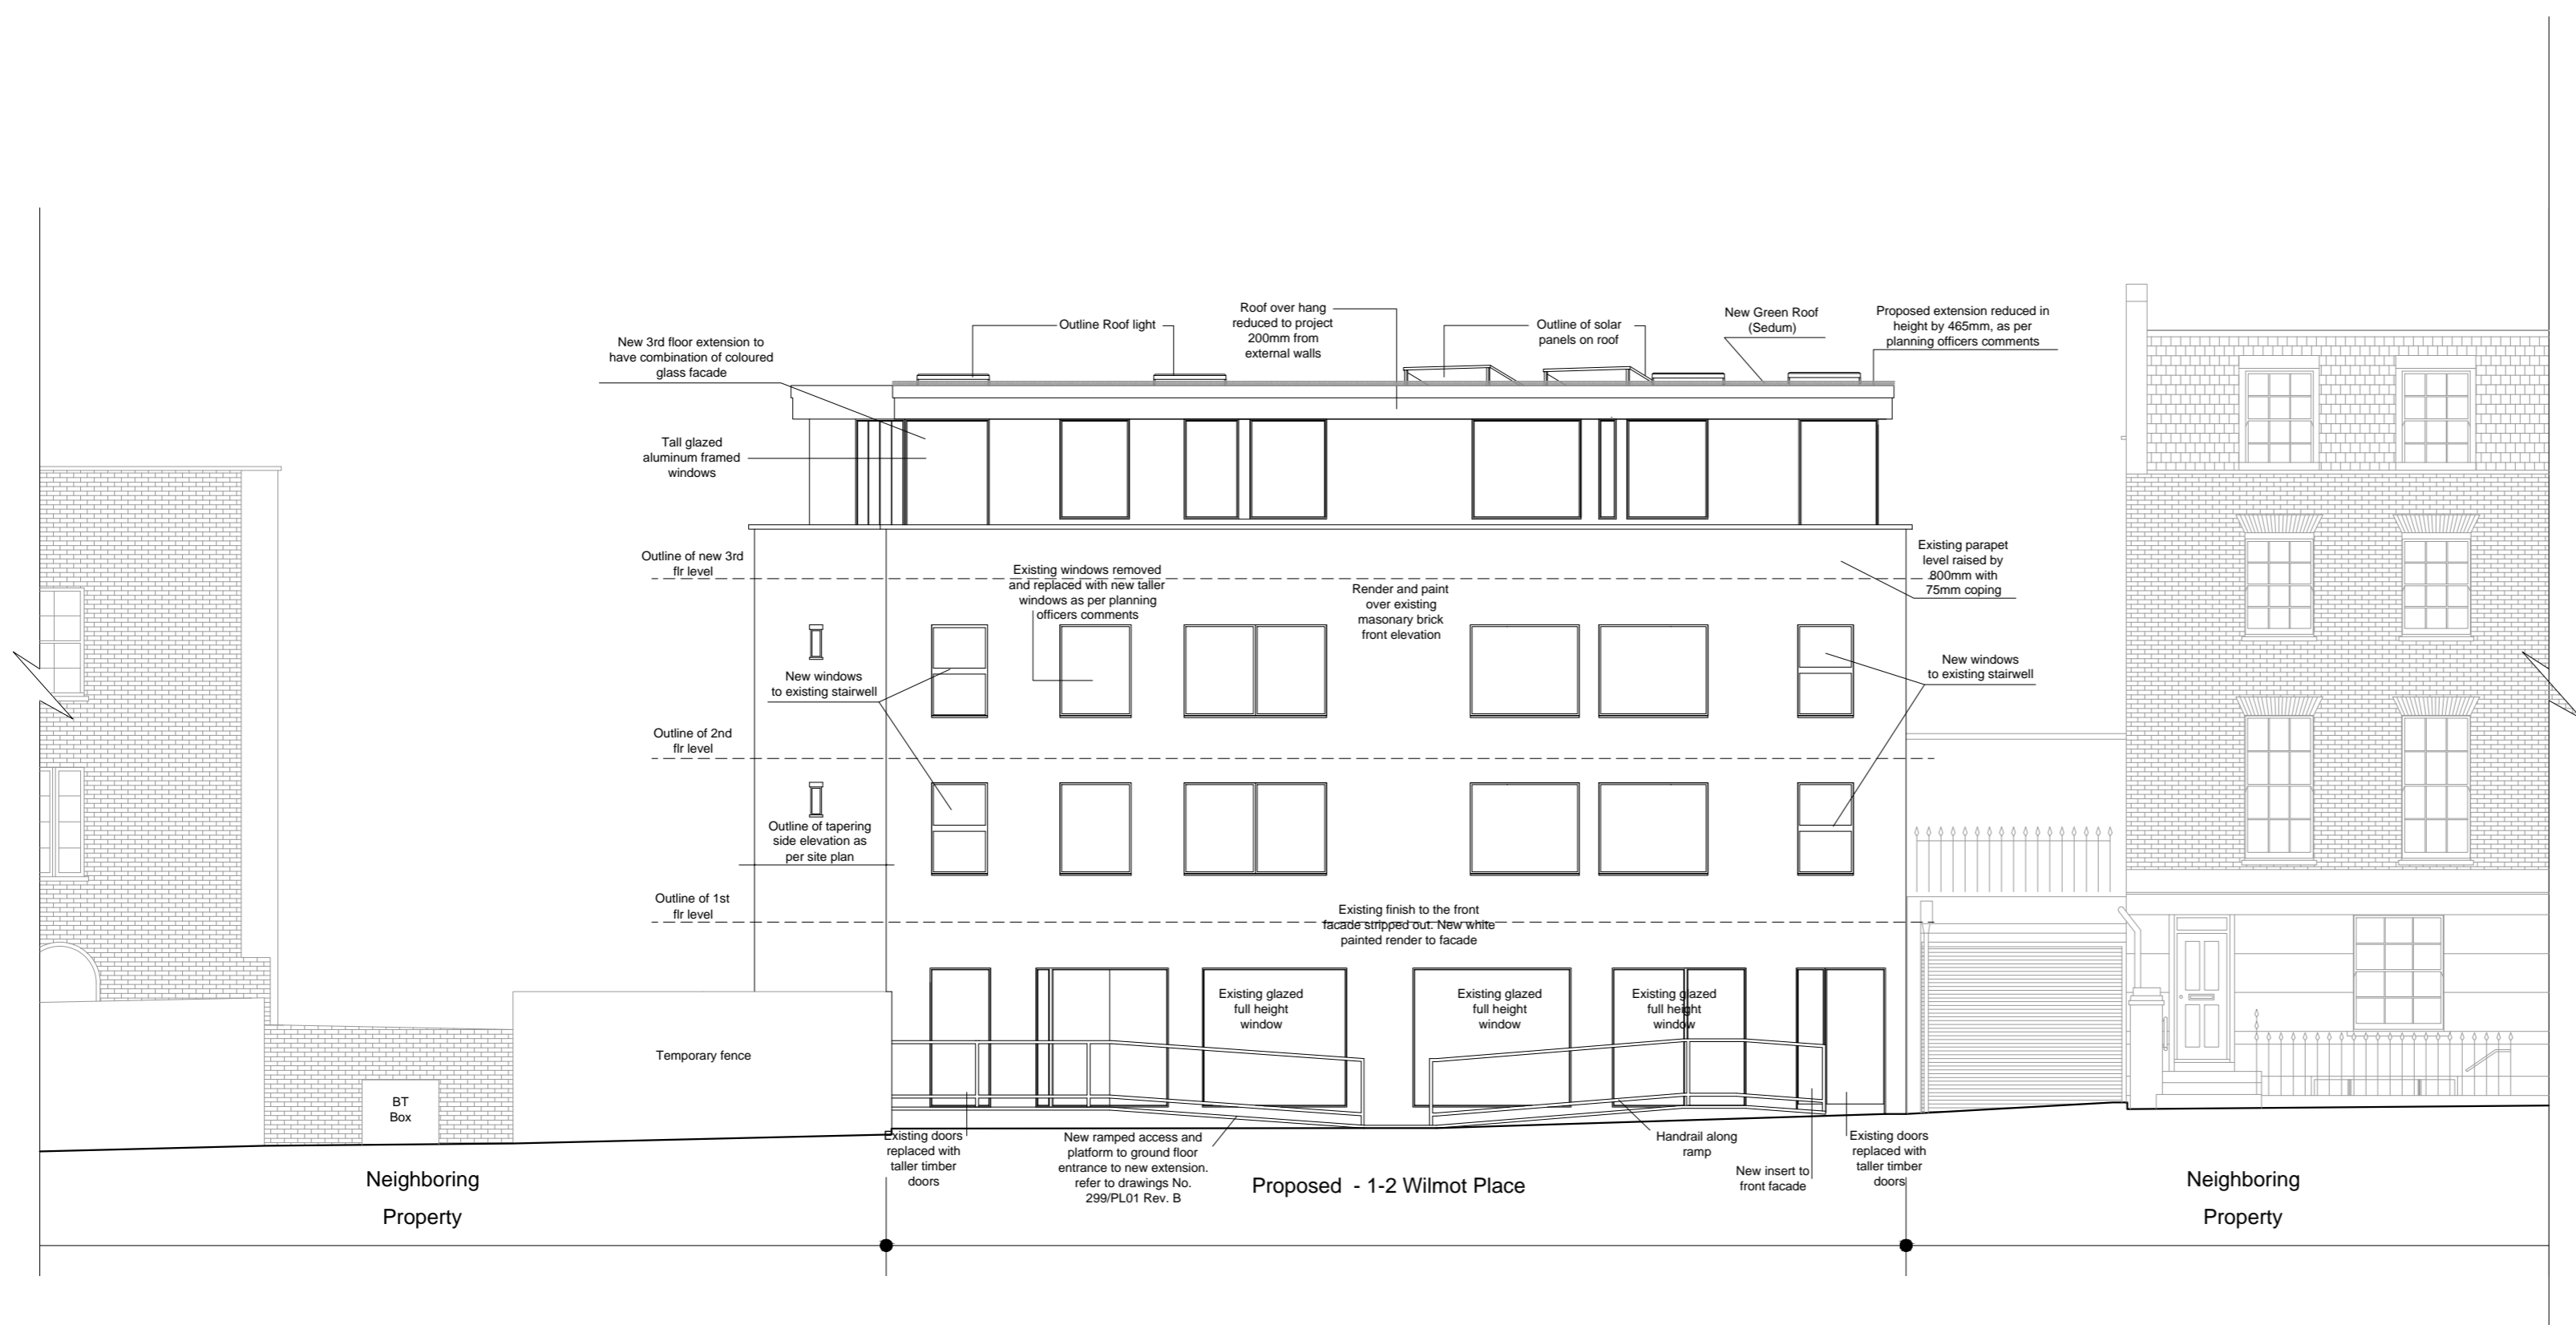 Outline Roof light
Roof over hang
reduced to project
200mm from
external walls
Outline of solar
panels on roof
New Green Roof
(Sedum)
Proposed extension reduced in
height by 465mm, as per
planning officers comments
New 3rd floor extension to
have combination of coloured
glass facade
Tall glazed
aluminum framed
windows
Outline of new 3rd
flr level
Existing windows removed
and replaced with new taller
windows as per planning
officers comments
Render and paint
over existing
masonary brick
front elevation
Existing parapet
level raised by
800mm with
75mm coping
New windows
to existing stairwell
New windows
to existing stairwell
Outline of 2nd
flr level
Outline of tapering
side elevation as
per site plan
Outline of 1st
flr level
Existing finish to the front
facade stripped out. New white
painted render to facade
Existing glazed
full height
window
Existing glazed
full height
window
Existing glazed
full height
window
Temporary fence
BT
Box
Existing doors
replaced with
taller timber
doors
New ramped access and
platform to ground floor
entrance to new extension.
refer to drawings No.
299/PL01 Rev. B
Handrail along
ramp
New insert to
front facade
Existing doors
replaced with
taller timber
doors
Neighboring
Property
Proposed - 1-2 Wilmot Place
Neighboring
Property